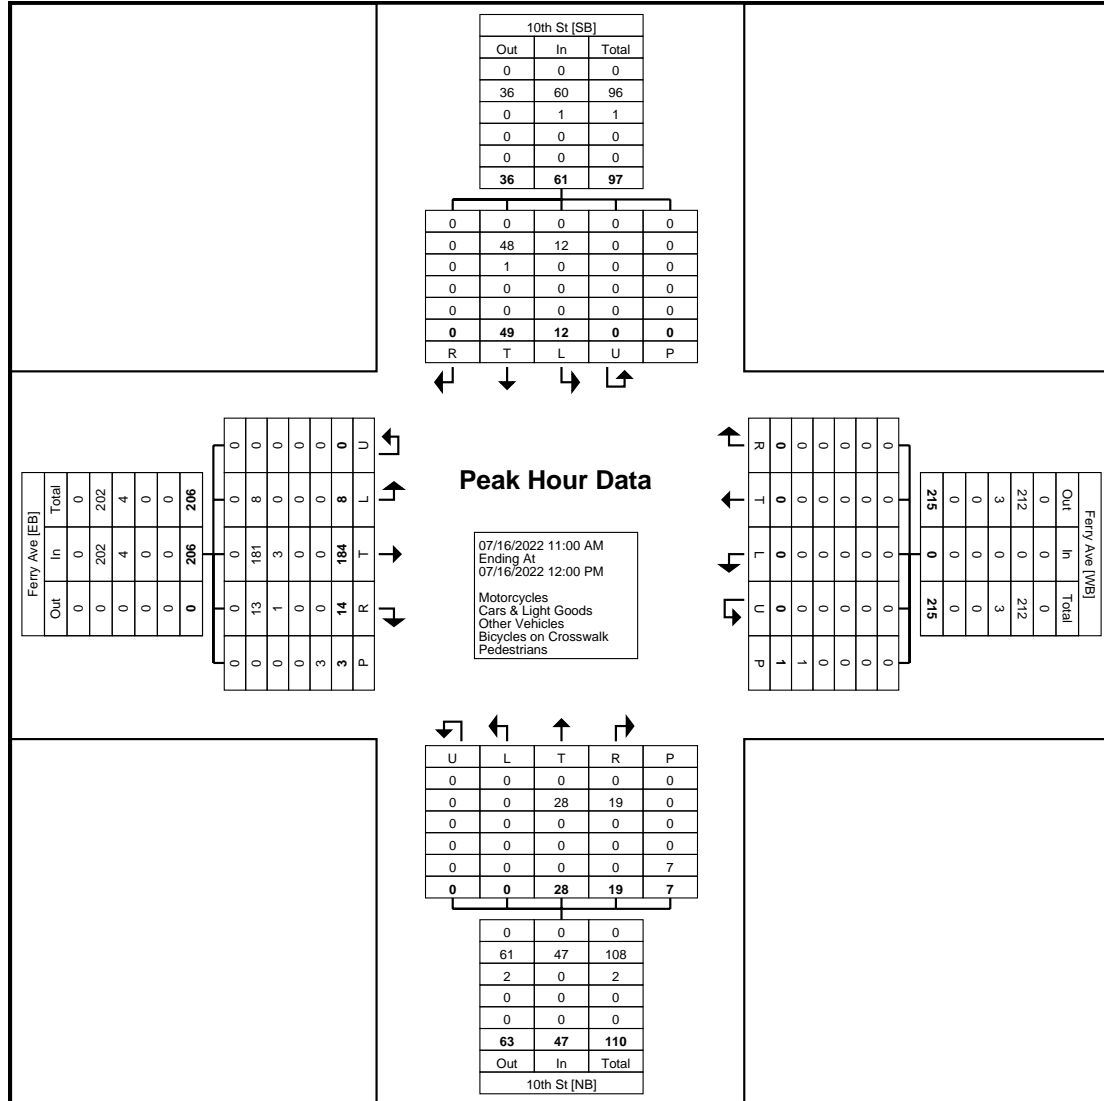 10th St [SB]
Out In Total
0 0 0
36 60 96
0 1 1
0 0 0
0 0 0
36 61 97
0 0 0 0 0
0 48 12 0 0
0 1 0 0 0
0 0 0 0 0
0 0 0 0 0
0 49 12 0 0
R T L U P
Ferry Ave [EB]
Total 0 202 4 0 0 206
In 0 202 4 0 0 206
Out 0 0 0 0 0 0
0 0 0 0 0 0 U
0 8 0 0 0 8 L
0 181 3 0 0 184 T
0 13 1 0 0 14 R
0 0 0 0 3 3 P
Peak Hour Data
07/16/2022 11:00 AM
Ending At
07/16/2022 12:00 PM
Motorcycles
Cars & Light Goods
Other Vehicles
Bicycles on Crosswalk
Pedestrians
R 0 0 0 0 0 0
T 0 0 0 0 0 0
L 0 0 0 0 0 0
U 0 0 0 0 0 0
P 1 1 0 0 0 0
215 0 0 3 212 0 Out
0 0 0 0 0 0 In
215 0 0 3 212 0 Total
Ferry Ave [WB]
U L T R P
0 0 0 0 0
0 0 28 19 0
0 0 0 0 0
0 0 0 0 0
0 0 0 0 7
0 0 28 19 7
0 0 0
61 47 108
2 0 2
0 0 0
0 0 0
63 47 110
Out In Total
10th St [NB]